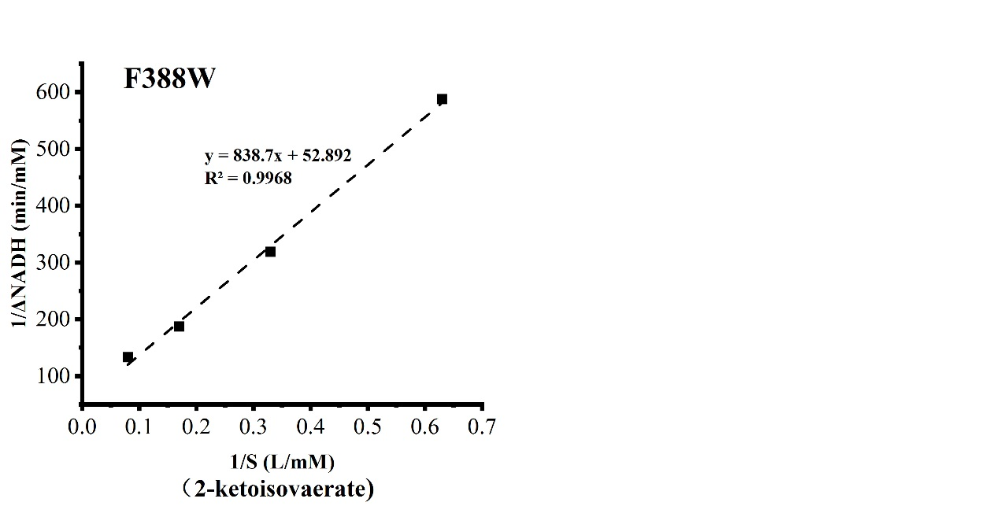 F388W
y = 838.7x + 52.892
R² = 0.9968
1/ΔNADH (min/mM)
600
500
400
300
200
100
0.0 0.1 0.2 0.3 0.4 0.5 0.6 0.7
1/S (L/mM)
（2-ketoisovaerate)